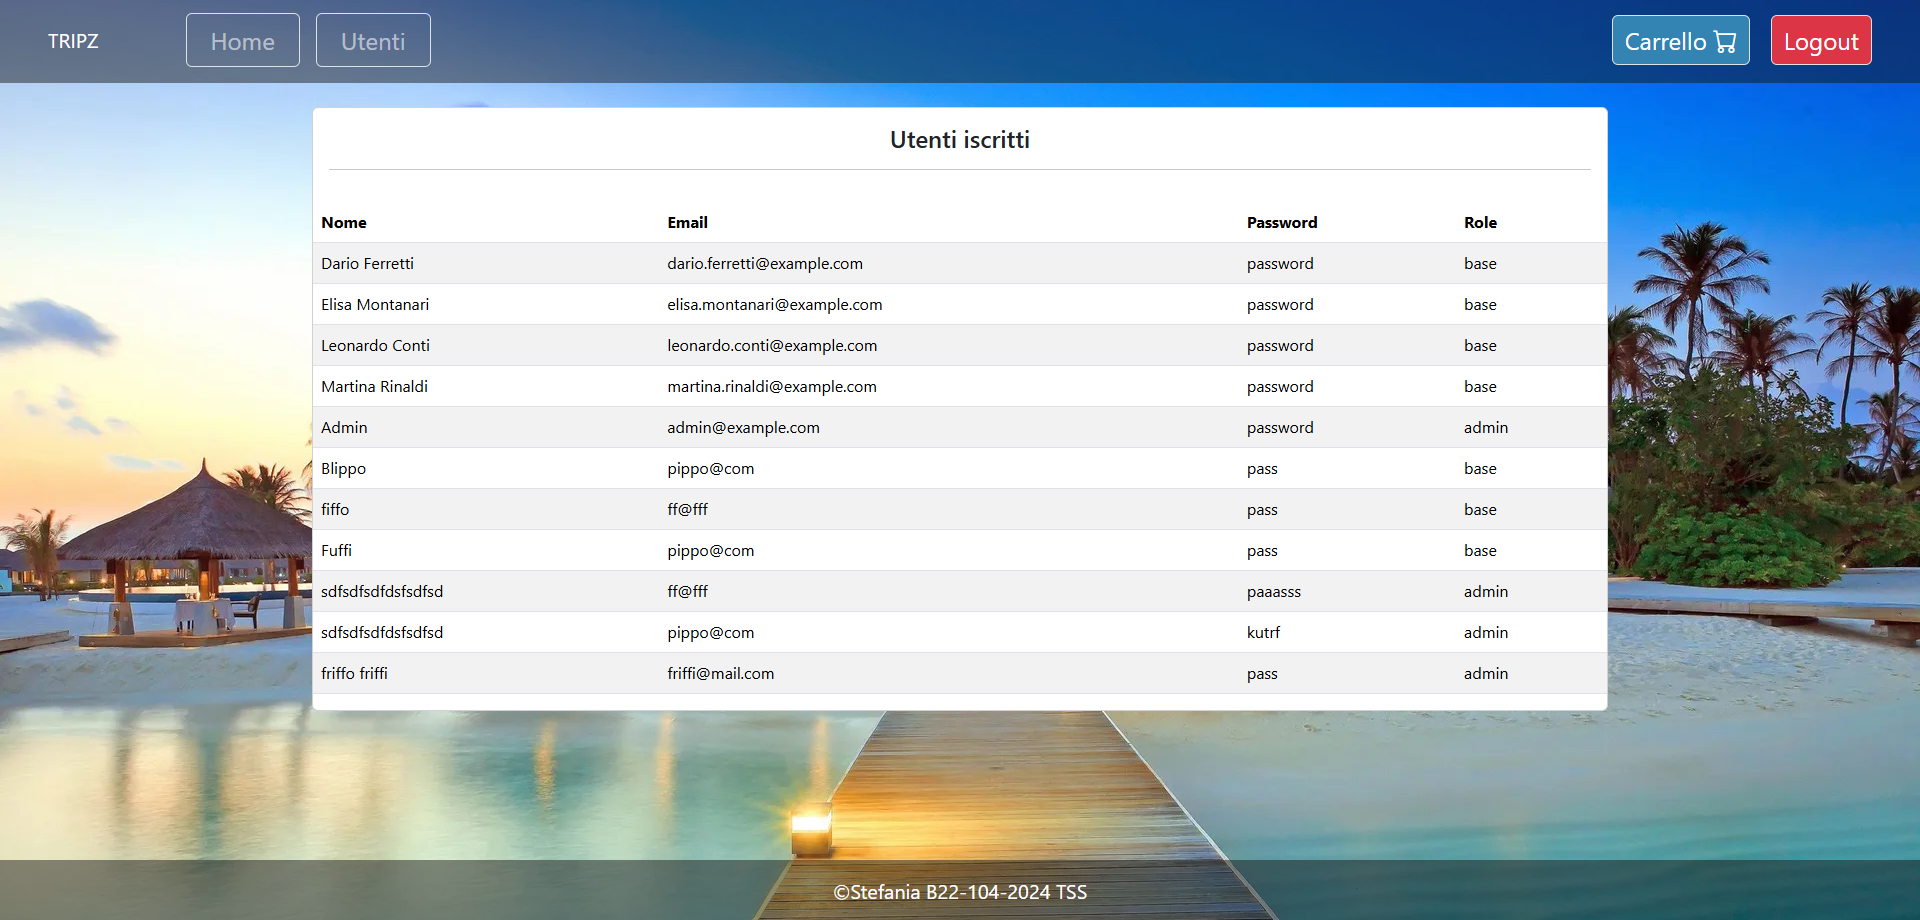 TRIPZ Home Utenti Carrello Logout
Utenti iscritti
Nome Email Password Role
Dario Ferretti dario.ferretti@example.com password base
Elisa Montanari elisa.montanari@example.com password base
Leonardo Conti leonardo.conti@example.com password base
Martina Rinaldi martina.rinaldi@example.com password base
Admin admin@example.com password admin
Blippo pippo@com pass base
fiffo ff@fff pass base
Fuffi pippo@com pass base
sdfsdfsdfdsfsdfsd ff@fff paaasss admin
sdfsdfsdfdsfsdfsd pippo@com kutrf admin
friffo friffi friffi@mail.com pass admin
©Stefania B22-104-2024 TSS